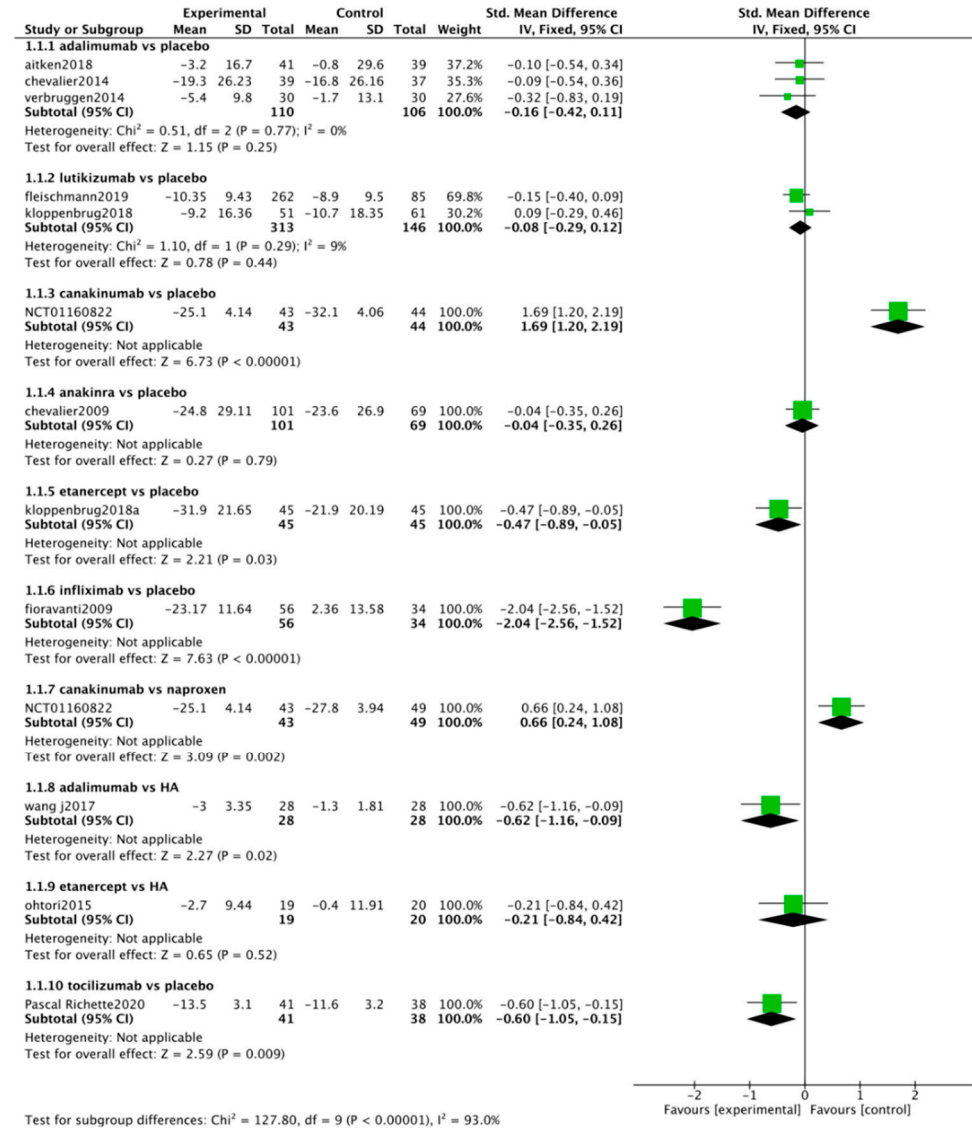 Experimental Control Std. Mean Difference Std. Mean Difference
Study or Subgroup Mean SD Total Mean SD Total Weight IV, Fixed, 95% CI IV, Fixed, 95% CI
1.1.1 adalimumab vs placebo
aitken2018 −3.2 16.7 41 −0.8 29.6 39 37.2% −0.10 [−0.54, 0.34]
chevalier2014 −19.3 26.23 39 −16.8 26.16 37 35.3% −0.09 [−0.54, 0.36]
verbruggen2014 −5.4 9.8 30 −1.7 13.1 30 27.6% −0.32 [−0.83, 0.19]
Subtotal (95% CI) 110 106 100.0% −0.16 [−0.42, 0.11]
Heterogeneity: Chi² = 0.51, df = 2 (P = 0.77); I² = 0%
Test for overall effect: Z = 1.15 (P = 0.25)
1.1.2 lutikizumab vs placebo
fleischmann2019 −10.35 9.43 262 −8.9 9.5 85 69.8% −0.15 [−0.40, 0.09]
kloppenbrug2018 −9.2 16.36 51 −10.7 18.35 61 30.2% 0.09 [−0.29, 0.46]
Subtotal (95% CI) 313 146 100.0% −0.08 [−0.29, 0.12]
Heterogeneity: Chi² = 1.10, df = 1 (P = 0.29); I² = 9%
Test for overall effect: Z = 0.78 (P = 0.44)
1.1.3 canakinumab vs placebo
NCT01160822 −25.1 4.14 43 −32.1 4.06 44 100.0% 1.69 [1.20, 2.19]
Subtotal (95% CI) 43 44 100.0% 1.69 [1.20, 2.19]
Heterogeneity: Not applicable
Test for overall effect: Z = 6.73 (P < 0.00001)
1.1.4 anakinra vs placebo
chevalier2009 −24.8 29.11 101 −23.6 26.9 69 100.0% −0.04 [−0.35, 0.26]
Subtotal (95% CI) 101 69 100.0% −0.04 [−0.35, 0.26]
Heterogeneity: Not applicable
Test for overall effect: Z = 0.27 (P = 0.79)
1.1.5 etanercept vs placebo
kloppenbrug2018a −31.9 21.65 45 −21.9 20.19 45 100.0% −0.47 [−0.89, −0.05]
Subtotal (95% CI) 45 45 100.0% −0.47 [−0.89, −0.05]
Heterogeneity: Not applicable
Test for overall effect: Z = 2.21 (P = 0.03)
1.1.6 infliximab vs placebo
fioravanti2009 −23.17 11.64 56 2.36 13.58 34 100.0% −2.04 [−2.56, −1.52]
Subtotal (95% CI) 56 34 100.0% −2.04 [−2.56, −1.52]
Heterogeneity: Not applicable
Test for overall effect: Z = 7.63 (P < 0.00001)
1.1.7 canakinumab vs naproxen
NCT01160822 −25.1 4.14 43 −27.8 3.94 49 100.0% 0.66 [0.24, 1.08]
Subtotal (95% CI) 43 49 100.0% 0.66 [0.24, 1.08]
Heterogeneity: Not applicable
Test for overall effect: Z = 3.09 (P = 0.002)
1.1.8 adalimumab vs HA
wang j2017 −3 3.35 28 −1.3 1.81 28 100.0% −0.62 [−1.16, −0.09]
Subtotal (95% CI) 28 28 100.0% −0.62 [−1.16, −0.09]
Heterogeneity: Not applicable
Test for overall effect: Z = 2.27 (P = 0.02)
1.1.9 etanercept vs HA
ohtori2015 −2.7 9.44 19 −0.4 11.91 20 100.0% −0.21 [−0.84, 0.42]
Subtotal (95% CI) 19 20 100.0% −0.21 [−0.84, 0.42]
Heterogeneity: Not applicable
Test for overall effect: Z = 0.65 (P = 0.52)
1.1.10 tocilizumab vs placebo
Pascal Richette2020 −13.5 3.1 41 −11.6 3.2 38 100.0% −0.60 [−1.05, −0.15]
Subtotal (95% CI) 41 38 100.0% −0.60 [−1.05, −0.15]
Heterogeneity: Not applicable
Test for overall effect: Z = 2.59 (P = 0.009)
−2 −1 0 1 2
Favours [experimental] Favours [control]
Test for subgroup differences: Chi² = 127.80, df = 9 (P < 0.00001), I² = 93.0%